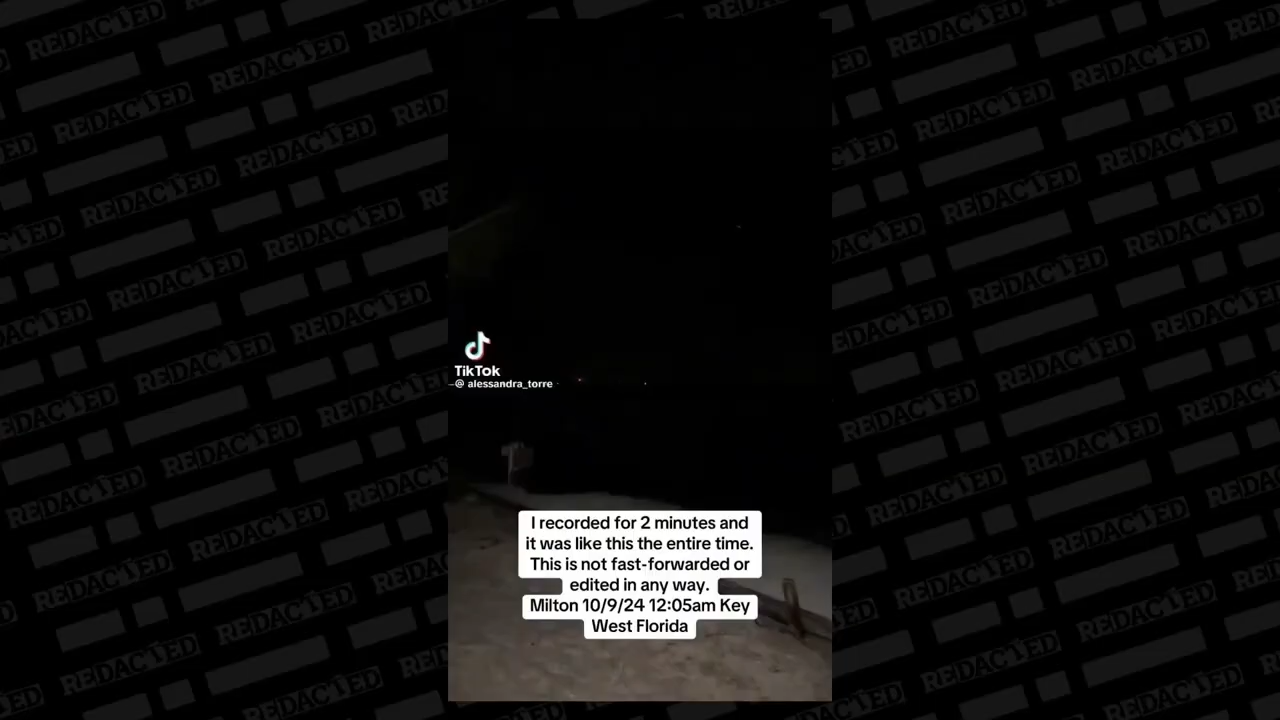 TikTok
@ alessandra_torre
I recorded for 2 minutes and
it was like this the entire time.
This is not fast-forwarded or
edited in any way.
Milton 10/9/24 12:05am Key
West Florida
REDACTED